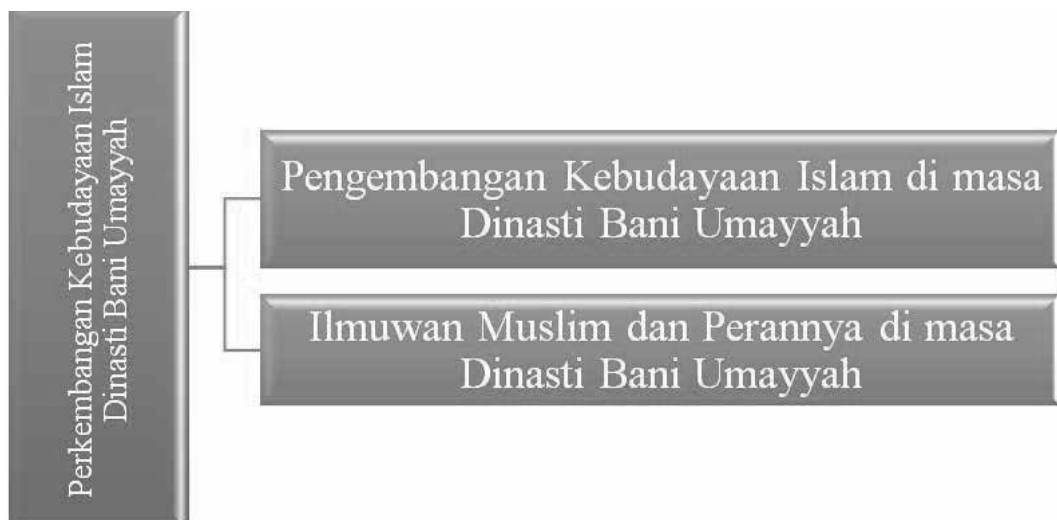 Perkembangan Kebudayaan Islam
Dinasti Bani Umayyah
Pengembangan Kebudayaan Islam di masa
Dinasti Bani Umayyah
Ilmuwan Muslim dan Perannya di masa
Dinasti Bani Umayyah